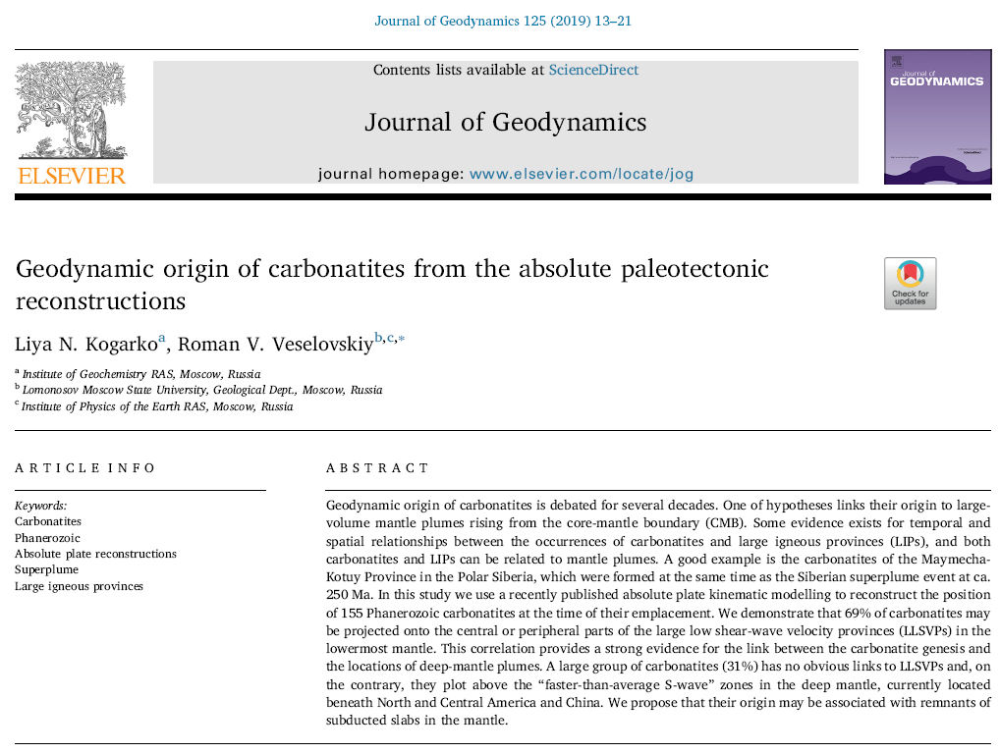 Journal of Geodynamics 125 (2019) 13–21
Contents lists available at ScienceDirect
Journal of Geodynamics
journal homepage: www.elsevier.com/locate/jog
ELSEVIER
Journal of
GEODYNAMICS
Geodynamic origin of carbonatites from the absolute paleotectonic
reconstructions
Check for
updates
Liya N. Kogarkoa, Roman V. Veselovskiyb,c,*
a Institute of Geochemistry RAS, Moscow, Russia
b Lomonosov Moscow State University, Geological Dept., Moscow, Russia
c Institute of Physics of the Earth RAS, Moscow, Russia
ARTICLE INFO
Keywords:
Carbonatites
Phanerozoic
Absolute plate reconstructions
Superplume
Large igneous provinces
ABSTRACT
Geodynamic origin of carbonatites is debated for several decades. One of hypotheses links their origin to large-
volume mantle plumes rising from the core-mantle boundary (CMB). Some evidence exists for temporal and
spatial relationships between the occurrences of carbonatites and large igneous provinces (LIPs), and both
carbonatites and LIPs can be related to mantle plumes. A good example is the carbonatites of the Maymecha-
Kotuy Province in the Polar Siberia, which were formed at the same time as the Siberian superplume event at ca.
250 Ma. In this study we use a recently published absolute plate kinematic modelling to reconstruct the position
of 155 Phanerozoic carbonatites at the time of their emplacement. We demonstrate that 69% of carbonatites may
be projected onto the central or peripheral parts of the large low shear-wave velocity provinces (LLSVPs) in the
lowermost mantle. This correlation provides a strong evidence for the link between the carbonatite genesis and
the locations of deep-mantle plumes. A large group of carbonatites (31%) has no obvious links to LLSVPs and, on
the contrary, they plot above the “faster-than-average S-wave” zones in the deep mantle, currently located
beneath North and Central America and China. We propose that their origin may be associated with remnants of
subducted slabs in the mantle.